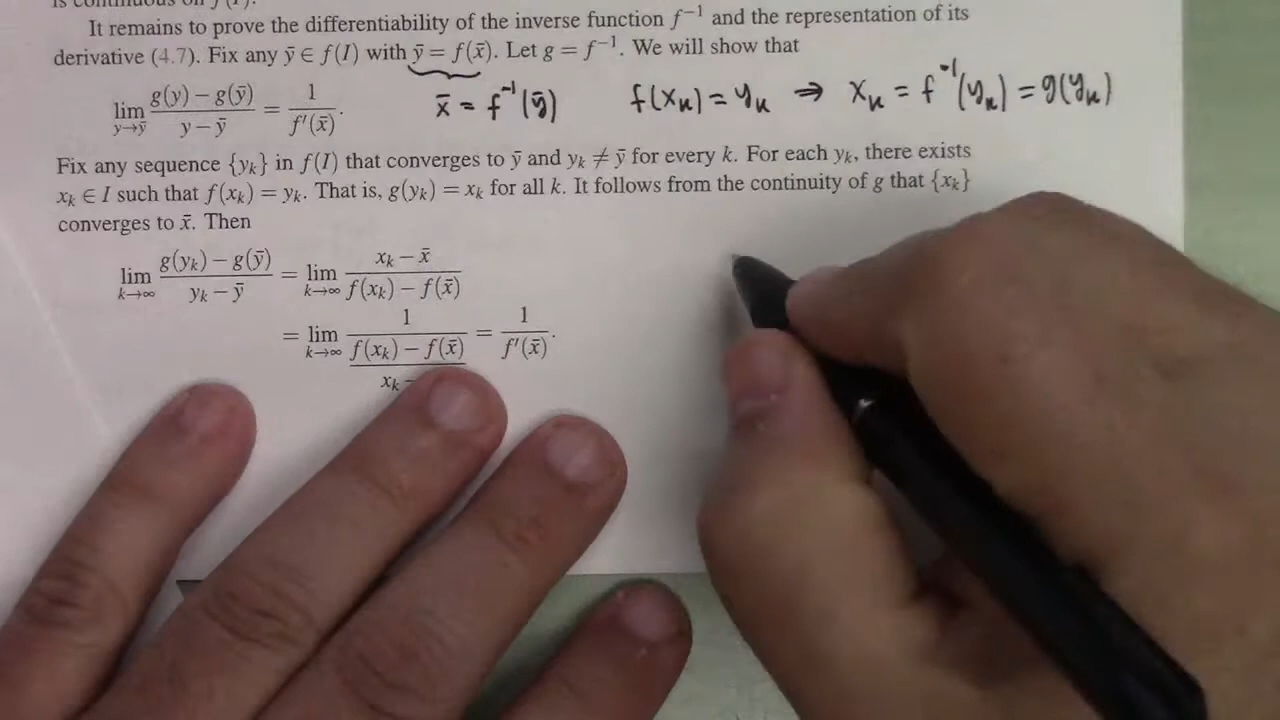 is continuous on f(I).
It remains to prove the differentiability of the inverse function f⁻¹ and the representation of its
derivative (4.7). Fix any ȳ ∈ f(I) with ȳ = f(x̄). Let g = f⁻¹. We will show that
lim_{y→ȳ} (g(y) − g(ȳ))/(y − ȳ) = 1/f′(x̄).
x̄ = f⁻¹(ȳ)
f(xₖ) = yₖ ⇒ xₖ = f⁻¹(yₖ) = g(yₖ)
Fix any sequence {yₖ} in f(I) that converges to ȳ and yₖ ≠ ȳ for every k. For each yₖ, there exists
xₖ ∈ I such that f(xₖ) = yₖ. That is, g(yₖ) = xₖ for all k. It follows from the continuity of g that {xₖ}
converges to x̄. Then
lim_{k→∞} (g(yₖ) − g(ȳ))/(yₖ − ȳ) = lim_{k→∞} (xₖ − x̄)/(f(xₖ) − f(x̄))
= lim_{k→∞} 1/((f(xₖ) − f(x̄))/(xₖ − = 1/f′(x̄).